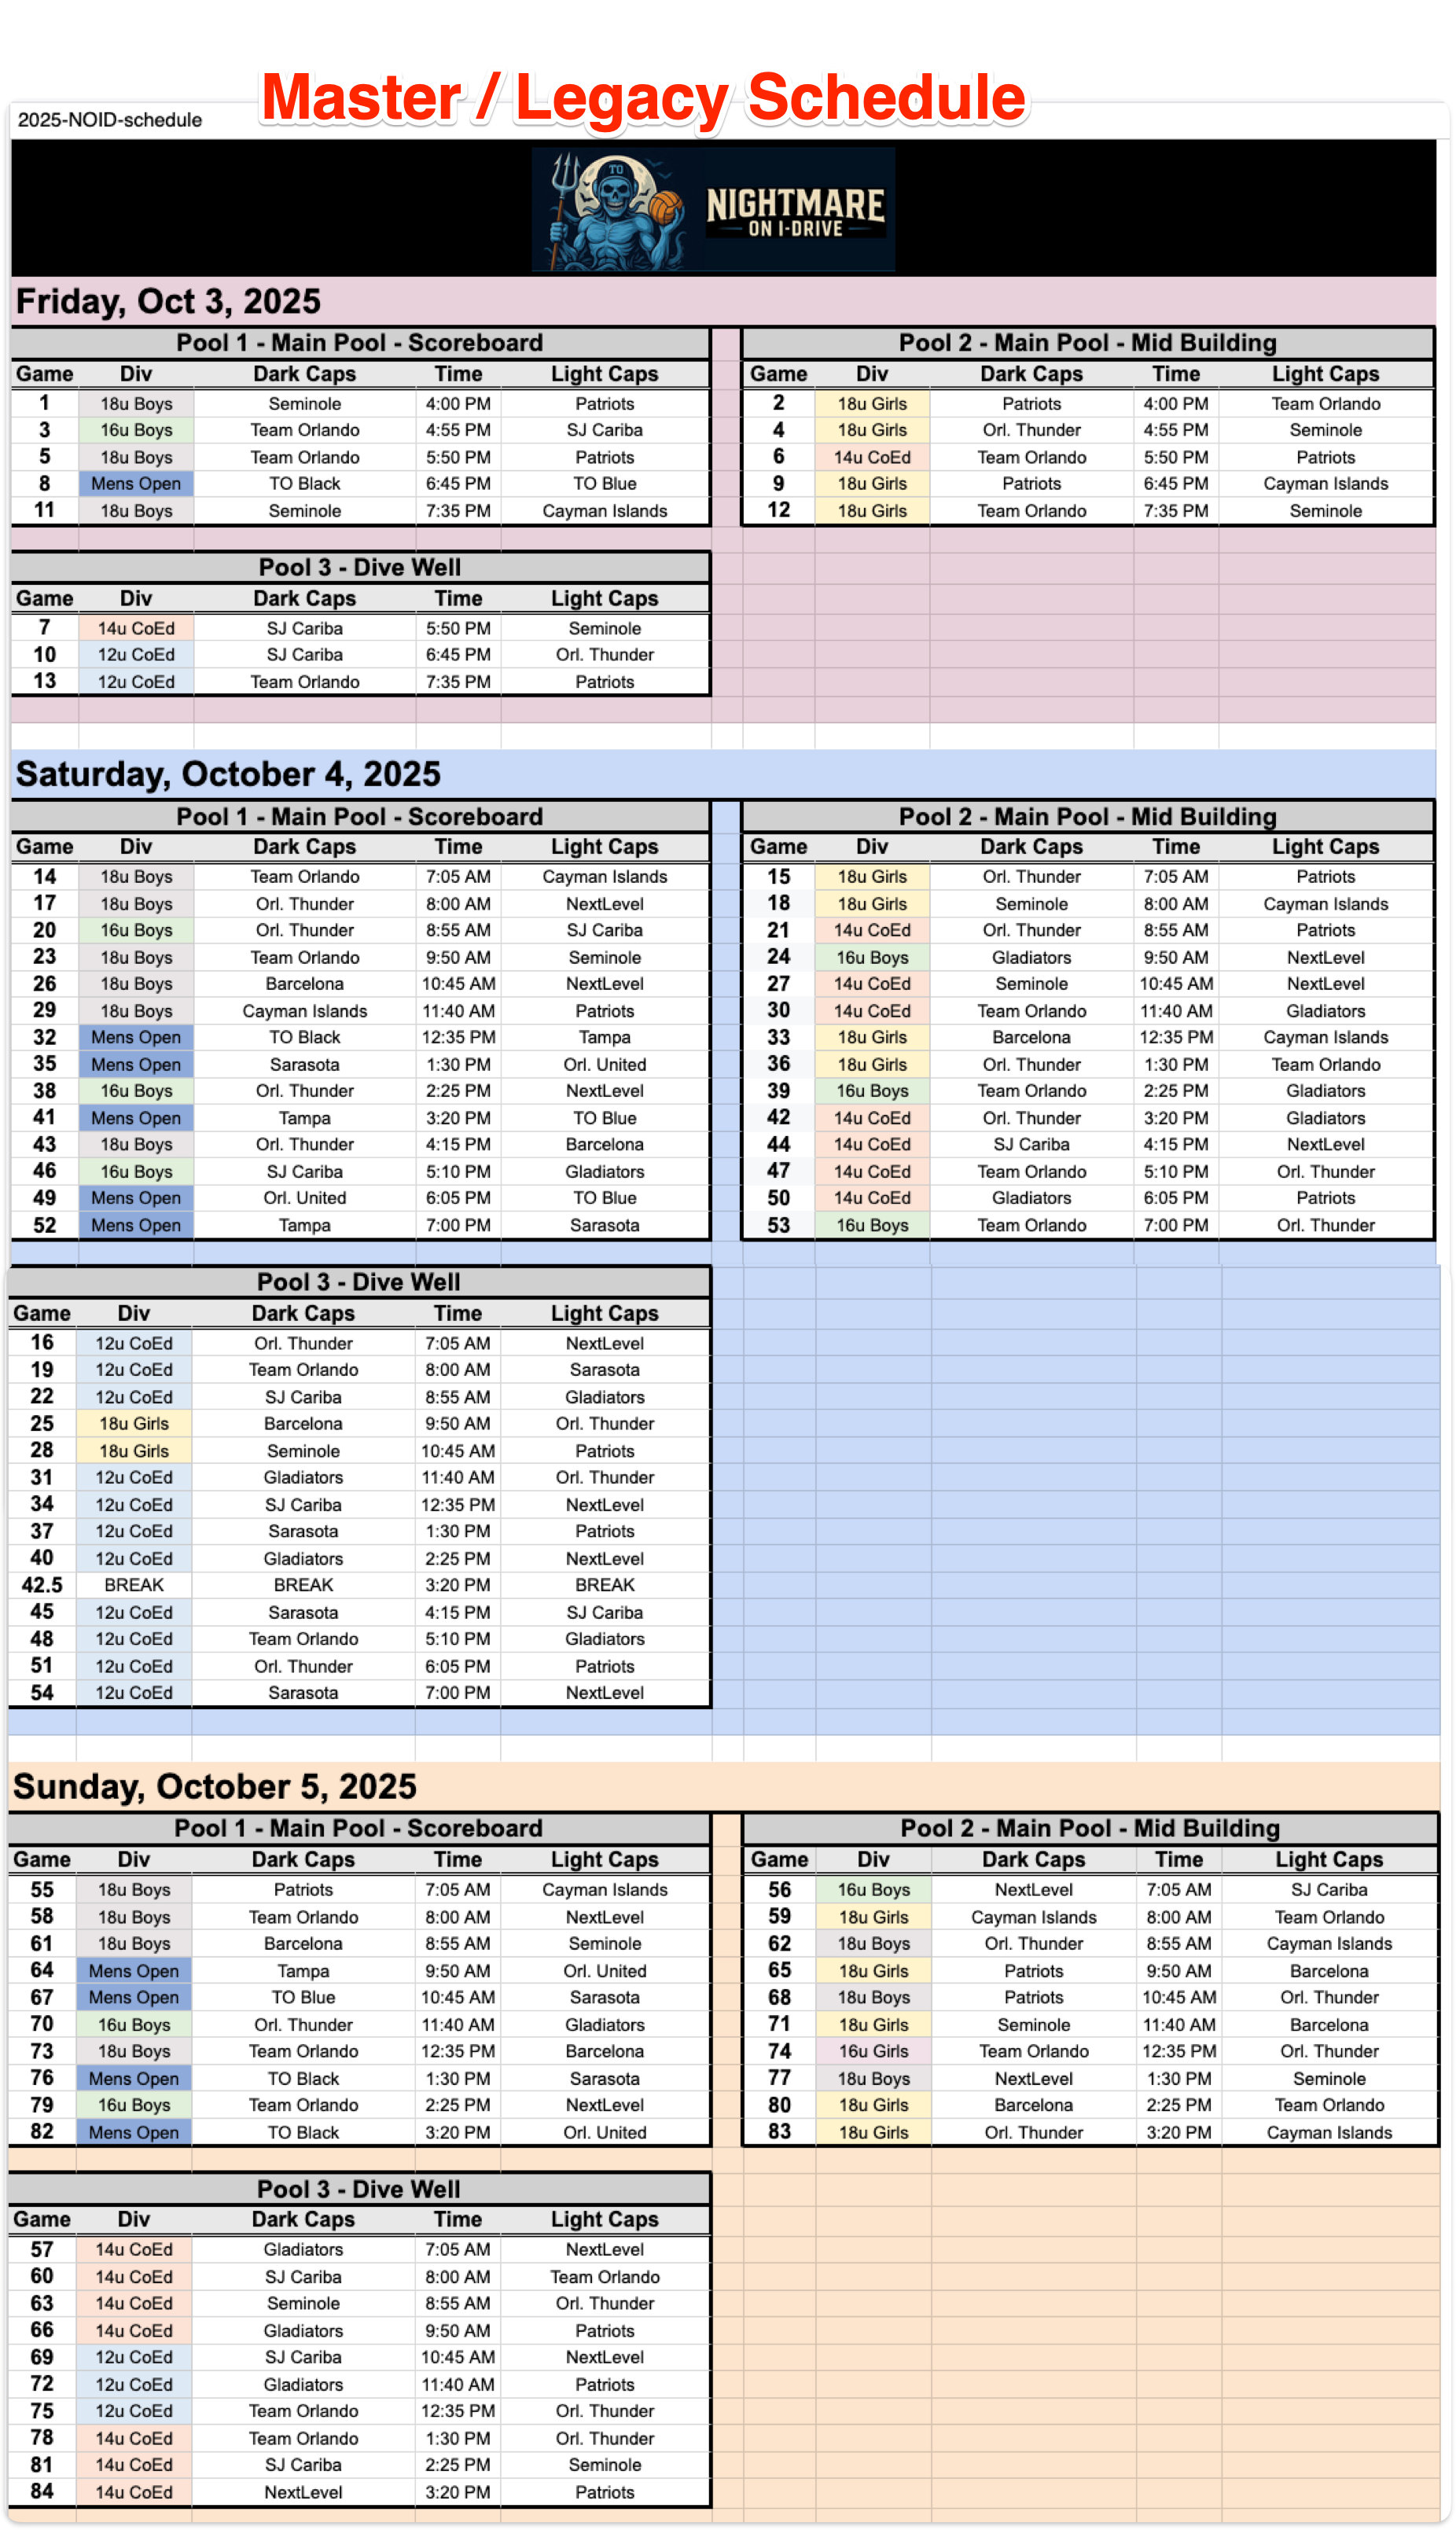 Master / Legacy Schedule
2025-NOID-schedule
TO
NIGHTMARE
ON I-DRIVE
Friday, Oct 3, 2025
Pool 1 - Main Pool - Scoreboard
Game Div Dark Caps Time Light Caps
1 18u Boys Seminole 4:00 PM Patriots
3 16u Boys Team Orlando 4:55 PM SJ Cariba
5 18u Boys Team Orlando 5:50 PM Patriots
8 Mens Open TO Black 6:45 PM TO Blue
11 18u Boys Seminole 7:35 PM Cayman Islands
Pool 2 - Main Pool - Mid Building
Game Div Dark Caps Time Light Caps
2 18u Girls Patriots 4:00 PM Team Orlando
4 18u Girls Orl. Thunder 4:55 PM Seminole
6 14u CoEd Team Orlando 5:50 PM Patriots
9 18u Girls Patriots 6:45 PM Cayman Islands
12 18u Girls Team Orlando 7:35 PM Seminole
Pool 3 - Dive Well
Game Div Dark Caps Time Light Caps
7 14u CoEd SJ Cariba 5:50 PM Seminole
10 12u CoEd SJ Cariba 6:45 PM Orl. Thunder
13 12u CoEd Team Orlando 7:35 PM Patriots
Saturday, October 4, 2025
Pool 1 - Main Pool - Scoreboard
Game Div Dark Caps Time Light Caps
14 18u Boys Team Orlando 7:05 AM Cayman Islands
17 18u Boys Orl. Thunder 8:00 AM NextLevel
20 16u Boys Orl. Thunder 8:55 AM SJ Cariba
23 18u Boys Team Orlando 9:50 AM Seminole
26 18u Boys Barcelona 10:45 AM NextLevel
29 18u Boys Cayman Islands 11:40 AM Patriots
32 Mens Open TO Black 12:35 PM Tampa
35 Mens Open Sarasota 1:30 PM Orl. United
38 16u Boys Orl. Thunder 2:25 PM NextLevel
41 Mens Open Tampa 3:20 PM TO Blue
43 18u Boys Orl. Thunder 4:15 PM Barcelona
46 16u Boys SJ Cariba 5:10 PM Gladiators
49 Mens Open Orl. United 6:05 PM TO Blue
52 Mens Open Tampa 7:00 PM Sarasota
Pool 2 - Main Pool - Mid Building
Game Div Dark Caps Time Light Caps
15 18u Girls Orl. Thunder 7:05 AM Patriots
18 18u Girls Seminole 8:00 AM Cayman Islands
21 14u CoEd Orl. Thunder 8:55 AM Patriots
24 16u Boys Gladiators 9:50 AM NextLevel
27 14u CoEd Seminole 10:45 AM NextLevel
30 14u CoEd Team Orlando 11:40 AM Gladiators
33 18u Girls Barcelona 12:35 PM Cayman Islands
36 18u Girls Orl. Thunder 1:30 PM Team Orlando
39 16u Boys Team Orlando 2:25 PM Gladiators
42 14u CoEd Orl. Thunder 3:20 PM Gladiators
44 14u CoEd SJ Cariba 4:15 PM NextLevel
47 14u CoEd Team Orlando 5:10 PM Orl. Thunder
50 14u CoEd Gladiators 6:05 PM Patriots
53 16u Boys Team Orlando 7:00 PM Orl. Thunder
Pool 3 - Dive Well
Game Div Dark Caps Time Light Caps
16 12u CoEd Orl. Thunder 7:05 AM NextLevel
19 12u CoEd Team Orlando 8:00 AM Sarasota
22 12u CoEd SJ Cariba 8:55 AM Gladiators
25 18u Girls Barcelona 9:50 AM Orl. Thunder
28 18u Girls Seminole 10:45 AM Patriots
31 12u CoEd Gladiators 11:40 AM Orl. Thunder
34 12u CoEd SJ Cariba 12:35 PM NextLevel
37 12u CoEd Sarasota 1:30 PM Patriots
40 12u CoEd Gladiators 2:25 PM NextLevel
42.5 BREAK BREAK 3:20 PM BREAK
45 12u CoEd Sarasota 4:15 PM SJ Cariba
48 12u CoEd Team Orlando 5:10 PM Gladiators
51 12u CoEd Orl. Thunder 6:05 PM Patriots
54 12u CoEd Sarasota 7:00 PM NextLevel
Sunday, October 5, 2025
Pool 1 - Main Pool - Scoreboard
Game Div Dark Caps Time Light Caps
55 18u Boys Patriots 7:05 AM Cayman Islands
58 18u Boys Team Orlando 8:00 AM NextLevel
61 18u Boys Barcelona 8:55 AM Seminole
64 Mens Open Tampa 9:50 AM Orl. United
67 Mens Open TO Blue 10:45 AM Sarasota
70 16u Boys Orl. Thunder 11:40 AM Gladiators
73 18u Boys Team Orlando 12:35 PM Barcelona
76 Mens Open TO Black 1:30 PM Sarasota
79 16u Boys Team Orlando 2:25 PM NextLevel
82 Mens Open TO Black 3:20 PM Orl. United
Pool 2 - Main Pool - Mid Building
Game Div Dark Caps Time Light Caps
56 16u Boys NextLevel 7:05 AM SJ Cariba
59 18u Girls Cayman Islands 8:00 AM Team Orlando
62 18u Boys Orl. Thunder 8:55 AM Cayman Islands
65 18u Girls Patriots 9:50 AM Barcelona
68 18u Boys Patriots 10:45 AM Orl. Thunder
71 18u Girls Seminole 11:40 AM Barcelona
74 16u Girls Team Orlando 12:35 PM Orl. Thunder
77 18u Boys NextLevel 1:30 PM Seminole
80 18u Girls Barcelona 2:25 PM Team Orlando
83 18u Girls Orl. Thunder 3:20 PM Cayman Islands
Pool 3 - Dive Well
Game Div Dark Caps Time Light Caps
57 14u CoEd Gladiators 7:05 AM NextLevel
60 14u CoEd SJ Cariba 8:00 AM Team Orlando
63 14u CoEd Seminole 8:55 AM Orl. Thunder
66 14u CoEd Gladiators 9:50 AM Patriots
69 12u CoEd SJ Cariba 10:45 AM NextLevel
72 12u CoEd Gladiators 11:40 AM Patriots
75 12u CoEd Team Orlando 12:35 PM Orl. Thunder
78 14u CoEd Team Orlando 1:30 PM Orl. Thunder
81 14u CoEd SJ Cariba 2:25 PM Seminole
84 14u CoEd NextLevel 3:20 PM Patriots